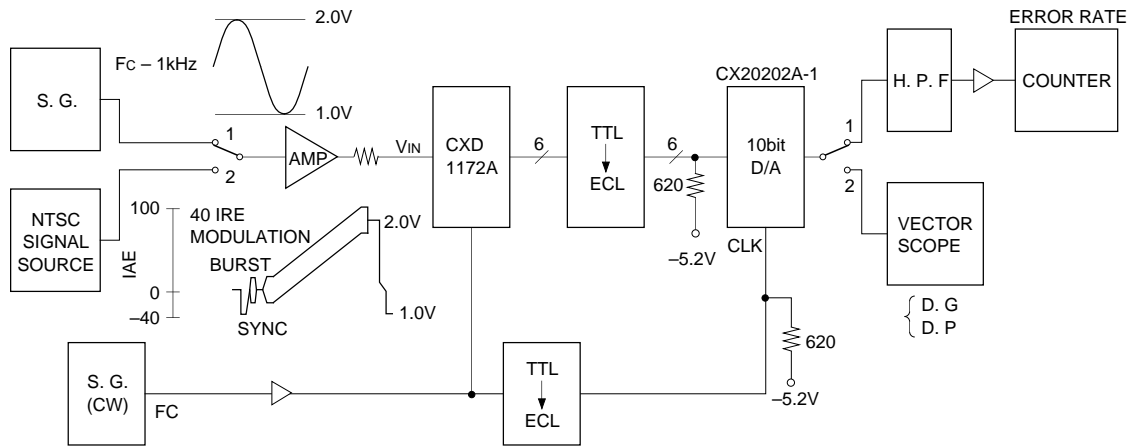 2.0V
ERROR RATE
S. G.
FC – 1kHz
1.0V
CX20202A-1
H. P. F
COUNTER
1
2
AMP
VIN
CXD
1172A
6
TTL
ECL
6
620
–5.2V
10bit
D/A
CLK
1
2
VECTOR
SCOPE
D. G
D. P
NTSC
SIGNAL
SOURCE
IAE
100
0
–40
40 IRE
MODULATION
BURST
SYNC
2.0V
1.0V
620
–5.2V
S. G.
(CW)
FC
TTL
ECL